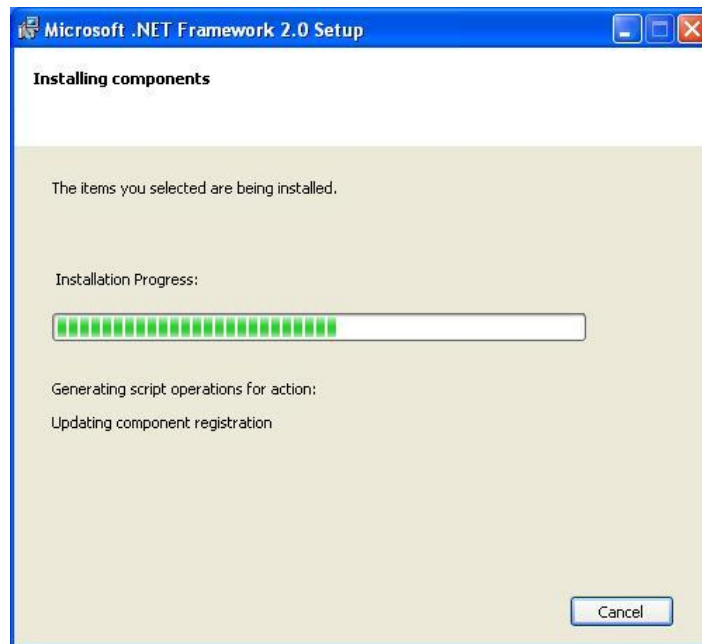 Microsoft .NET Framework 2.0 Setup
Installing components
The items you selected are being installed.
Installation Progress:
Generating script operations for action:
Updating component registration
Cancel